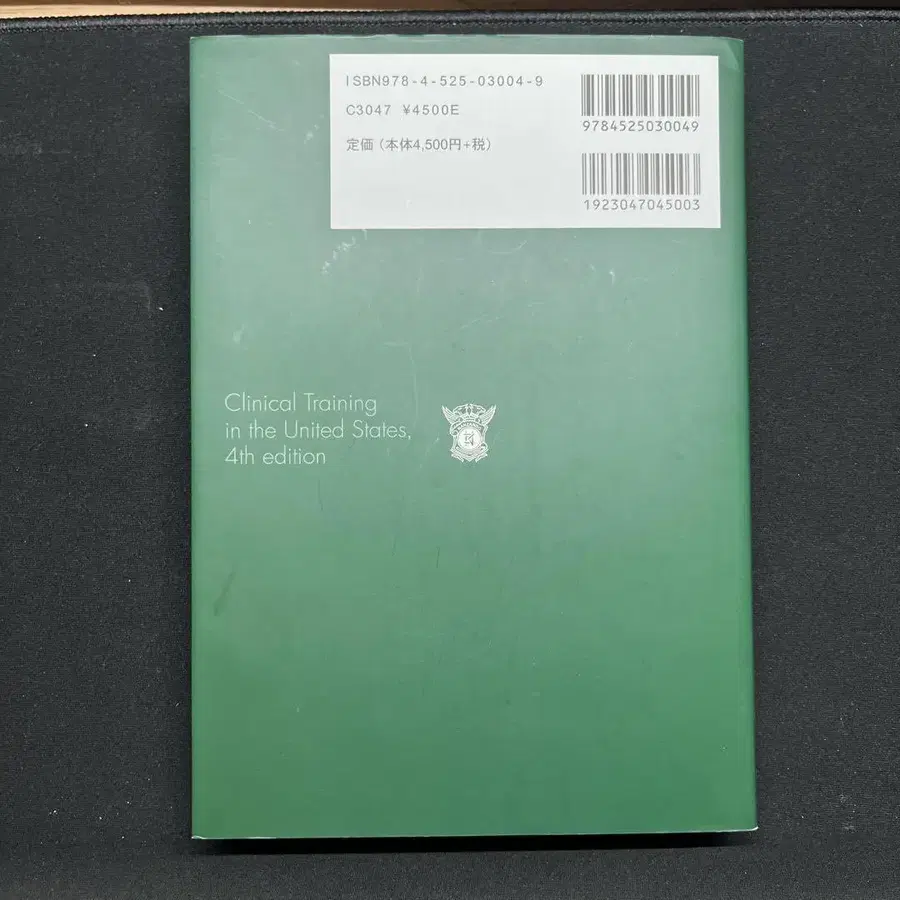 ISBN978-4-525-03004-9
C3047 ¥4500E
定価（本体4,500円+税）
9784525030049
1923047045003
Clinical Training
in the United States,
4th edition